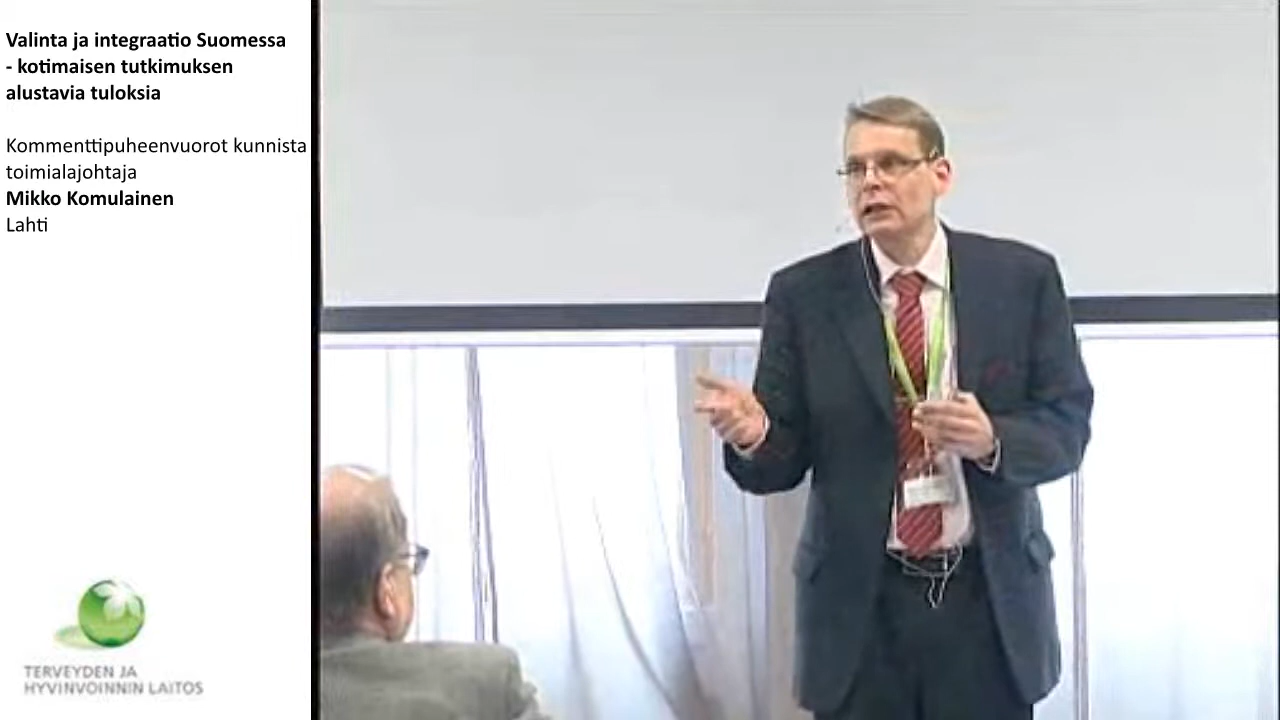 Valinta ja integraatio Suomessa
- kotimaisen tutkimuksen
alustavia tuloksia
Kommenttipuheenvuorot kunnista
toimialajohtaja
Mikko Komulainen
Lahti
TERVEYDEN JA
HYVINVOINNIN LAITOS